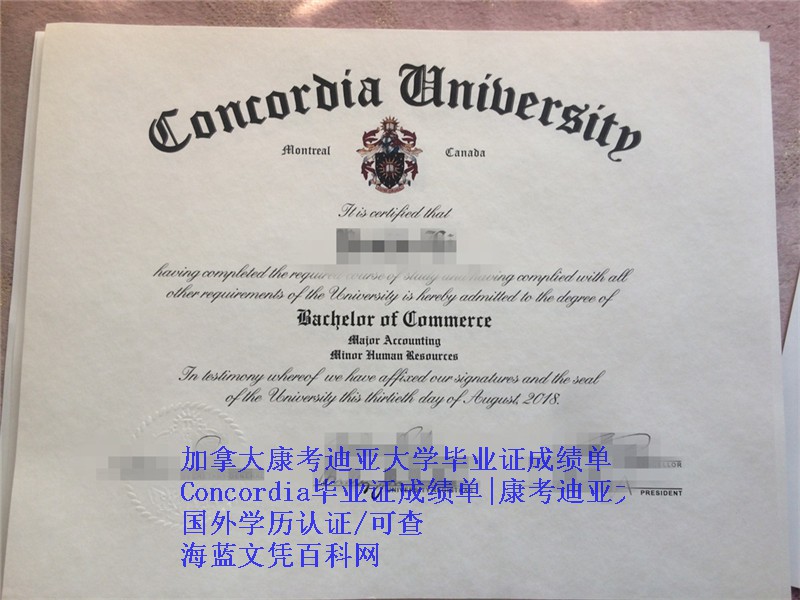 Concordia University
Montreal Canada
It is certified that
having completed the required course of study and having complied with all
other requirements of the University is hereby admitted to the degree of
Bachelor of Commerce
Major Accounting
Minor Human Resources
In testimony whereof we have affixed our signatures and the seal
of the University this thirtieth day of August, 2018.
加拿大康考迪亚大学毕业证成绩单
Concordia毕业证成绩单|康考迪亚
PRESIDENT
国外学历认证/可查
海蓝文凭百科网